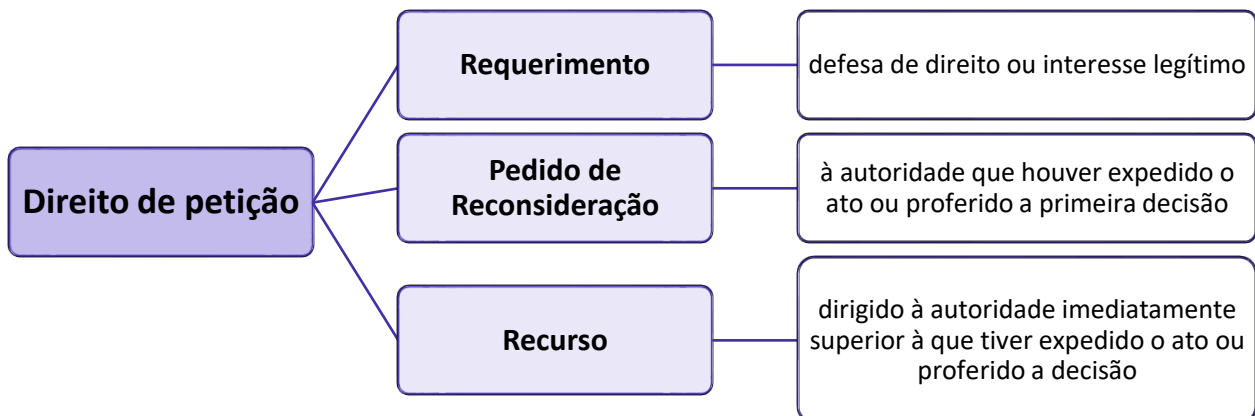 Direito de petição
Requerimento
defesa de direito ou interesse legítimo
Pedido de
Reconsideração
à autoridade que houver expedido o
ato ou proferido a primeira decisão
Recurso
dirigido à autoridade imediatamente
superior à que tiver expedido o ato ou
proferido a decisão